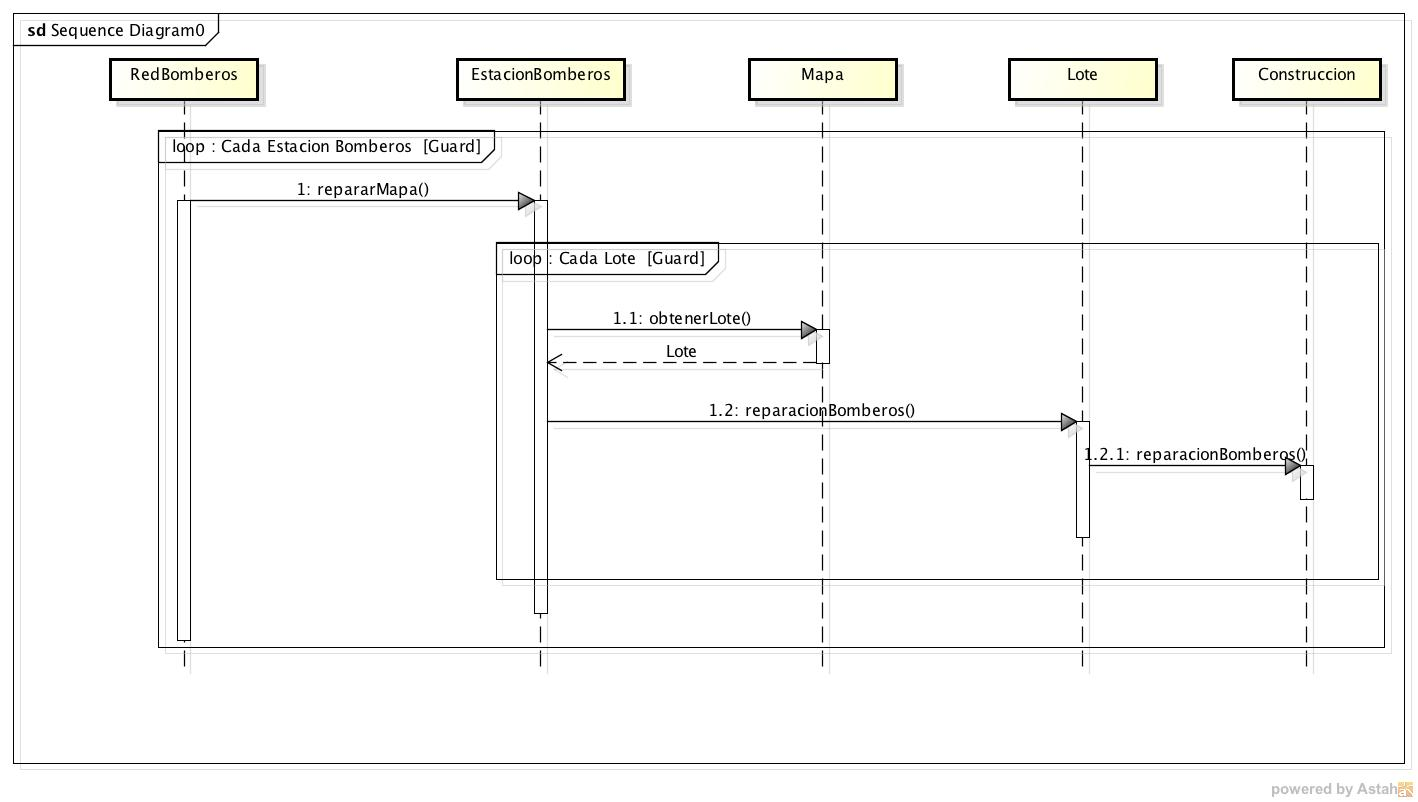 sd Sequence Diagram0
RedBomberos
EstacionBomberos
Mapa
Lote
Construccion
loop : Cada Estacion Bomberos [Guard]
1: repararMapa()
loop : Cada Lote [Guard]
1.1: obtenerLote()
Lote
1.2: reparacionBomberos()
1.2.1: reparacionBomberos()
powered by Astah